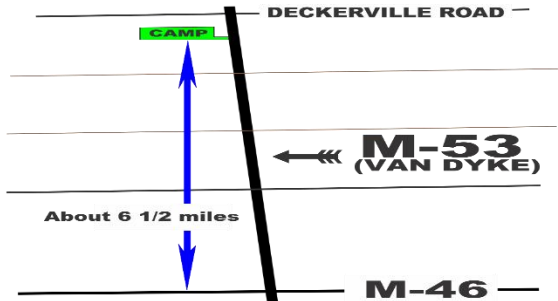 DECKERVILLE ROAD
CAMP
M-53
(VAN DYKE)
About 6 1/2 miles
M-46